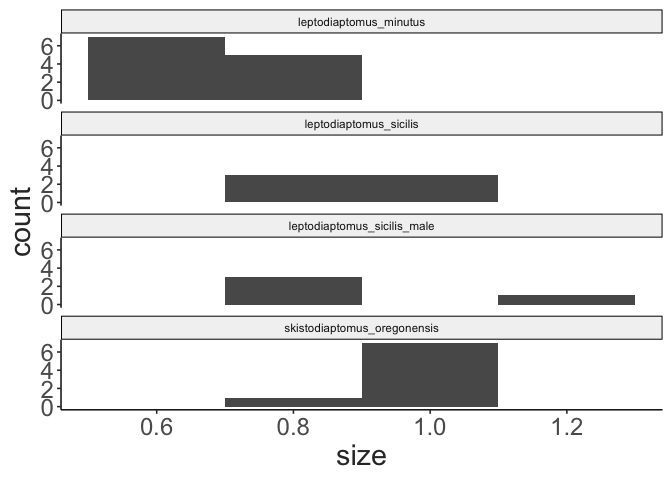 leptodiaptomus_minutus
6
4
2
0
leptodiaptomus_sicilis
6
4
2
0
leptodiaptomus_sicilis_male
6
4
2
0
skistodiaptomus_oregonensis
6
4
2
0
count
0.6 0.8 1.0 1.2
size